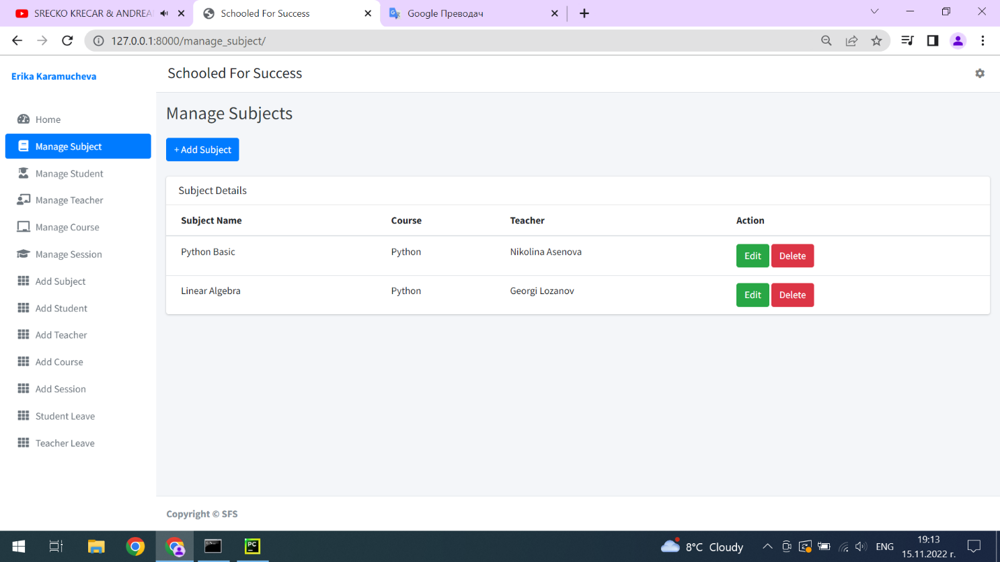 SRECKO KRECAR & ANDREA
Schooled For Success
Google Преводач
127.0.0.1:8000/manage_subject/
Erika Karamucheva
Schooled For Success
Home
Manage Subject
Manage Student
Manage Teacher
Manage Course
Manage Session
Add Subject
Add Student
Add Teacher
Add Course
Add Session
Student Leave
Teacher Leave
Manage Subjects
+ Add Subject
Subject Details
Subject Name Course Teacher Action
Python Basic Python Nikolina Asenova Edit Delete
Linear Algebra Python Georgi Lozanov Edit Delete
Copyright © SFS
PC
8°C Cloudy
ENG
19:13
15.11.2022 г.